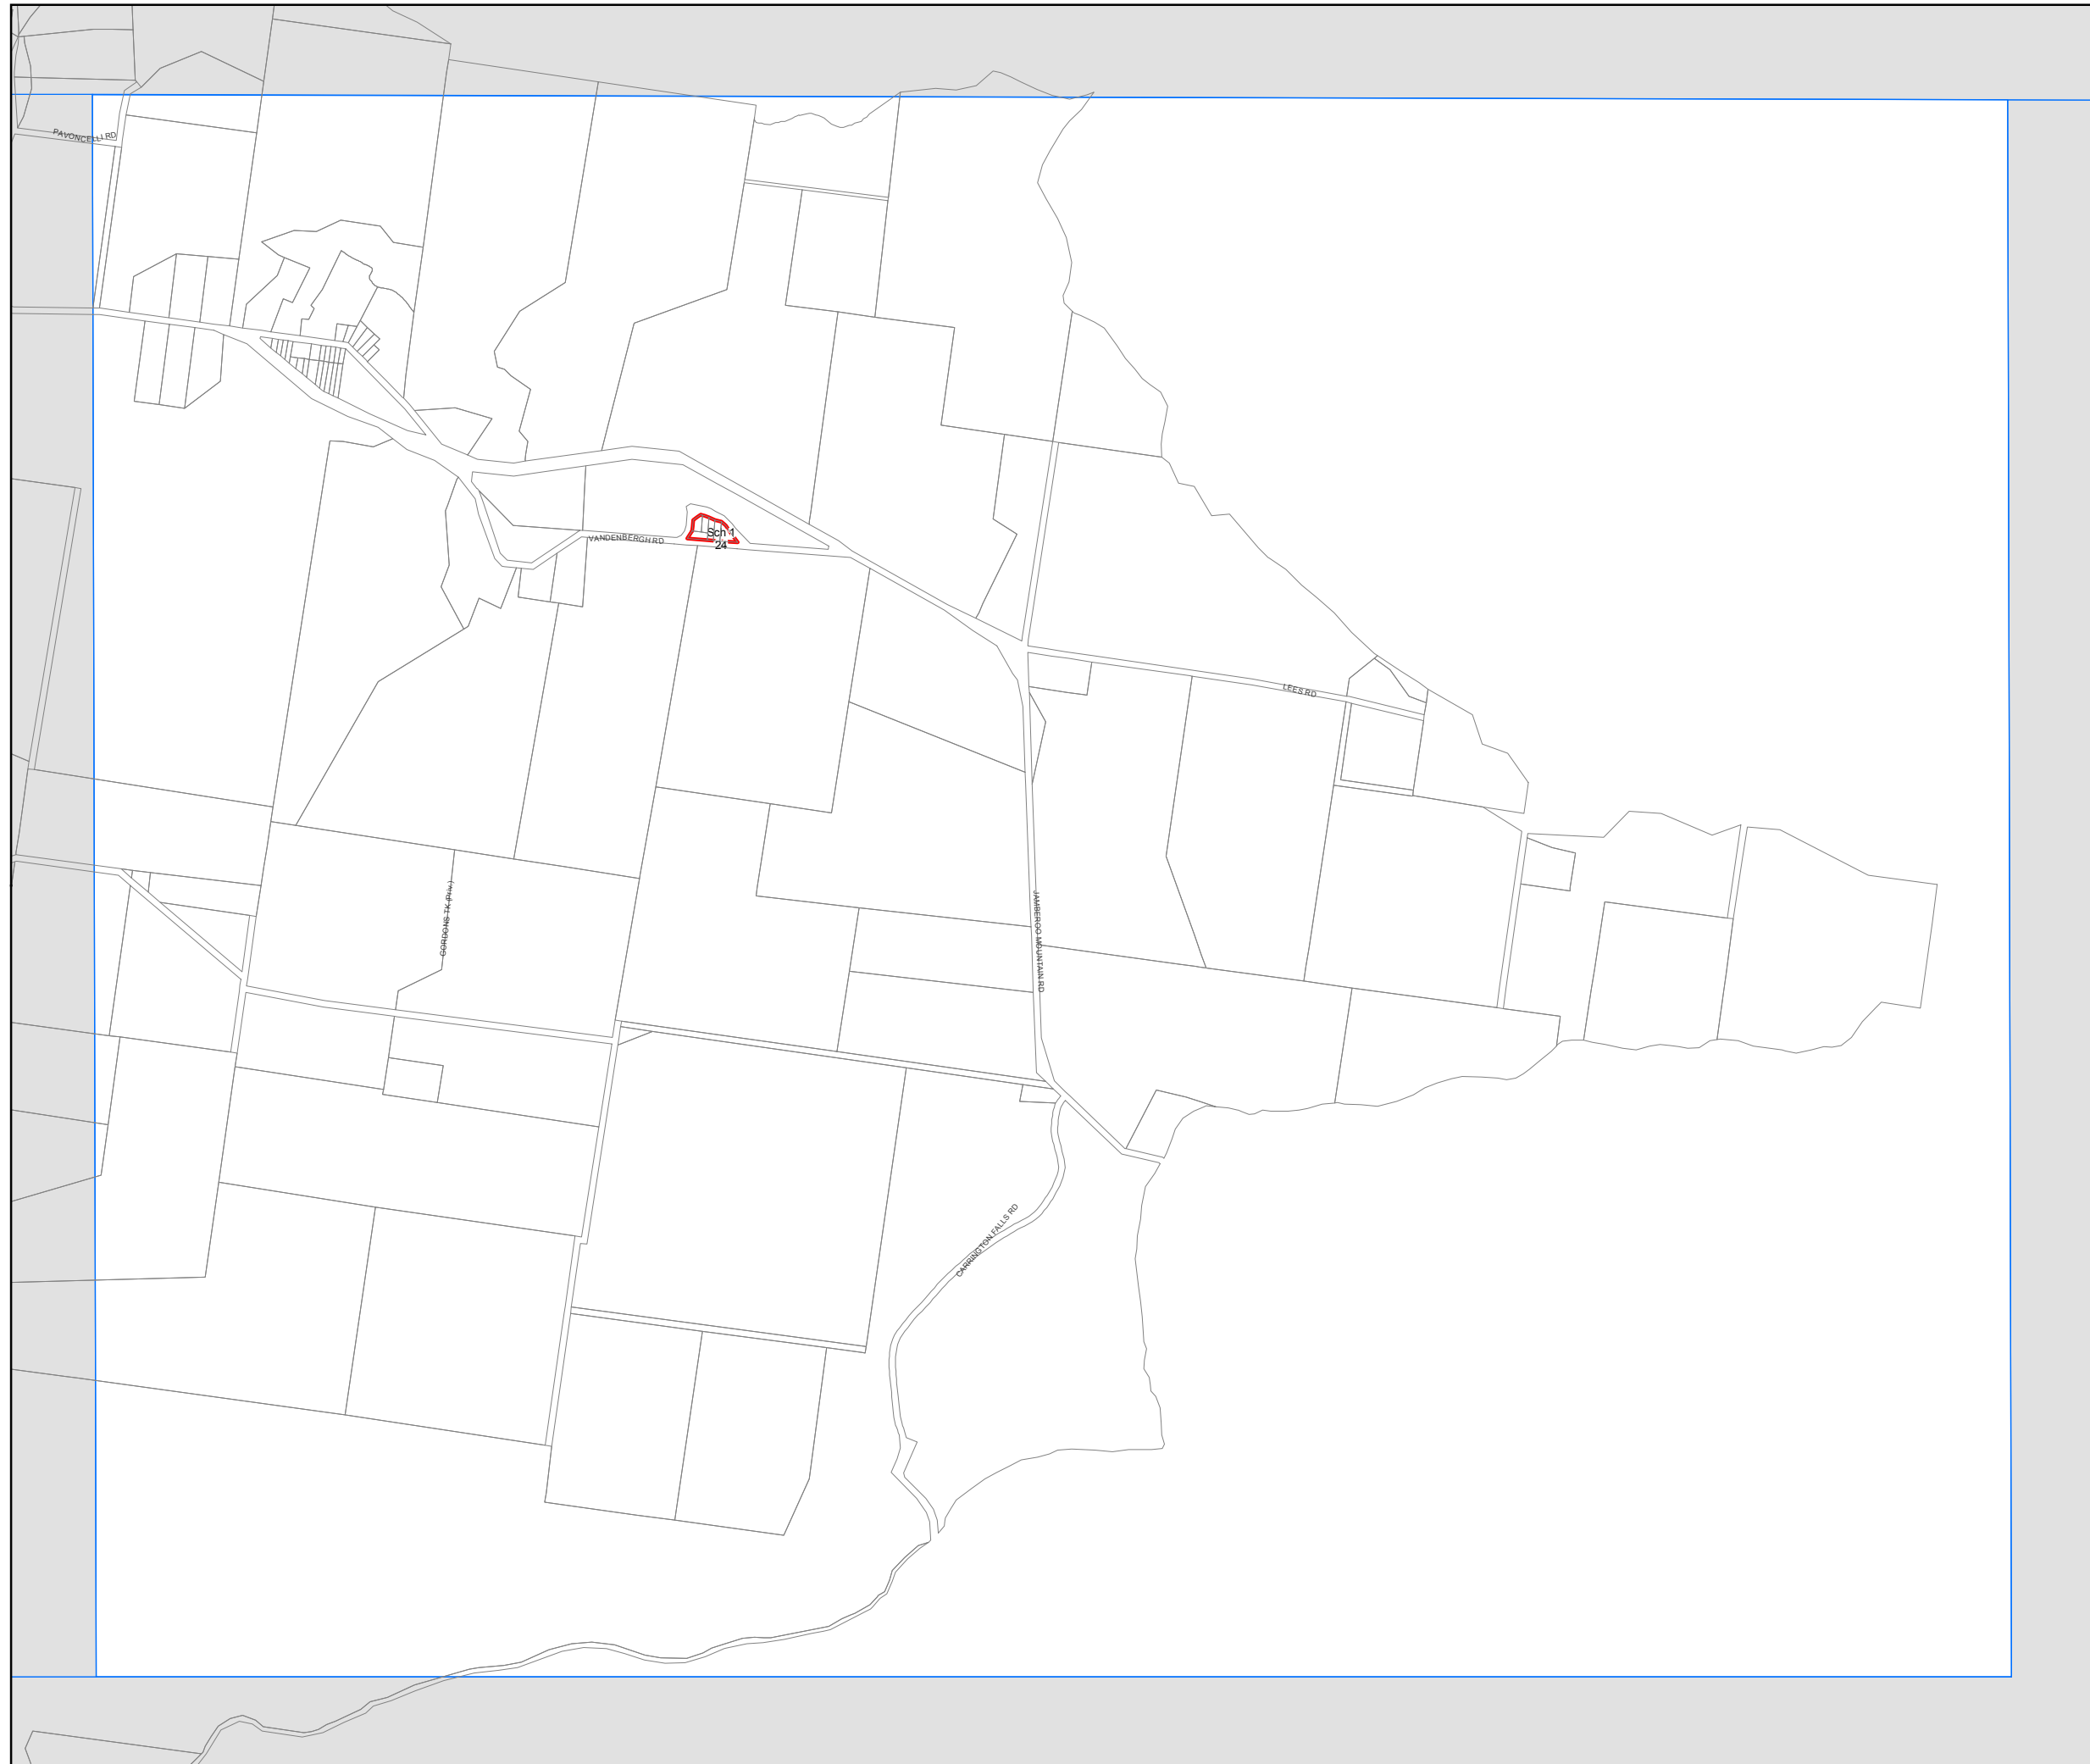 PAVONCELLI RD
Sch 1
24
VANDENBERGH RD
LEES RD
GORDONS TK (Priv.)
JAMBEROO MOUNTAIN RD
CARRINGTON FALLS RD